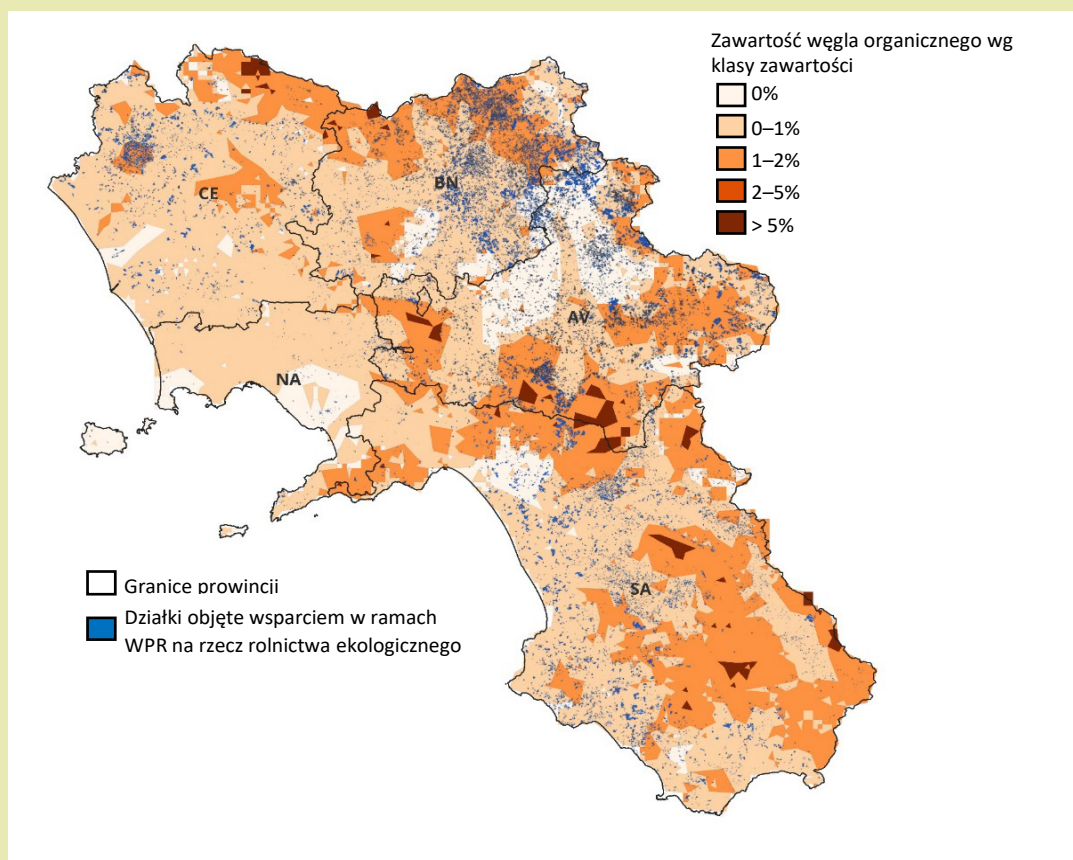 Zawartość węgla organicznego wg
klasy zawartości
0%
0–1%
1–2%
2–5%
> 5%
CE
BN
AV
NA
SA
Granice prowincji
Działki objęte wsparciem w ramach
WPR na rzecz rolnictwa ekologicznego